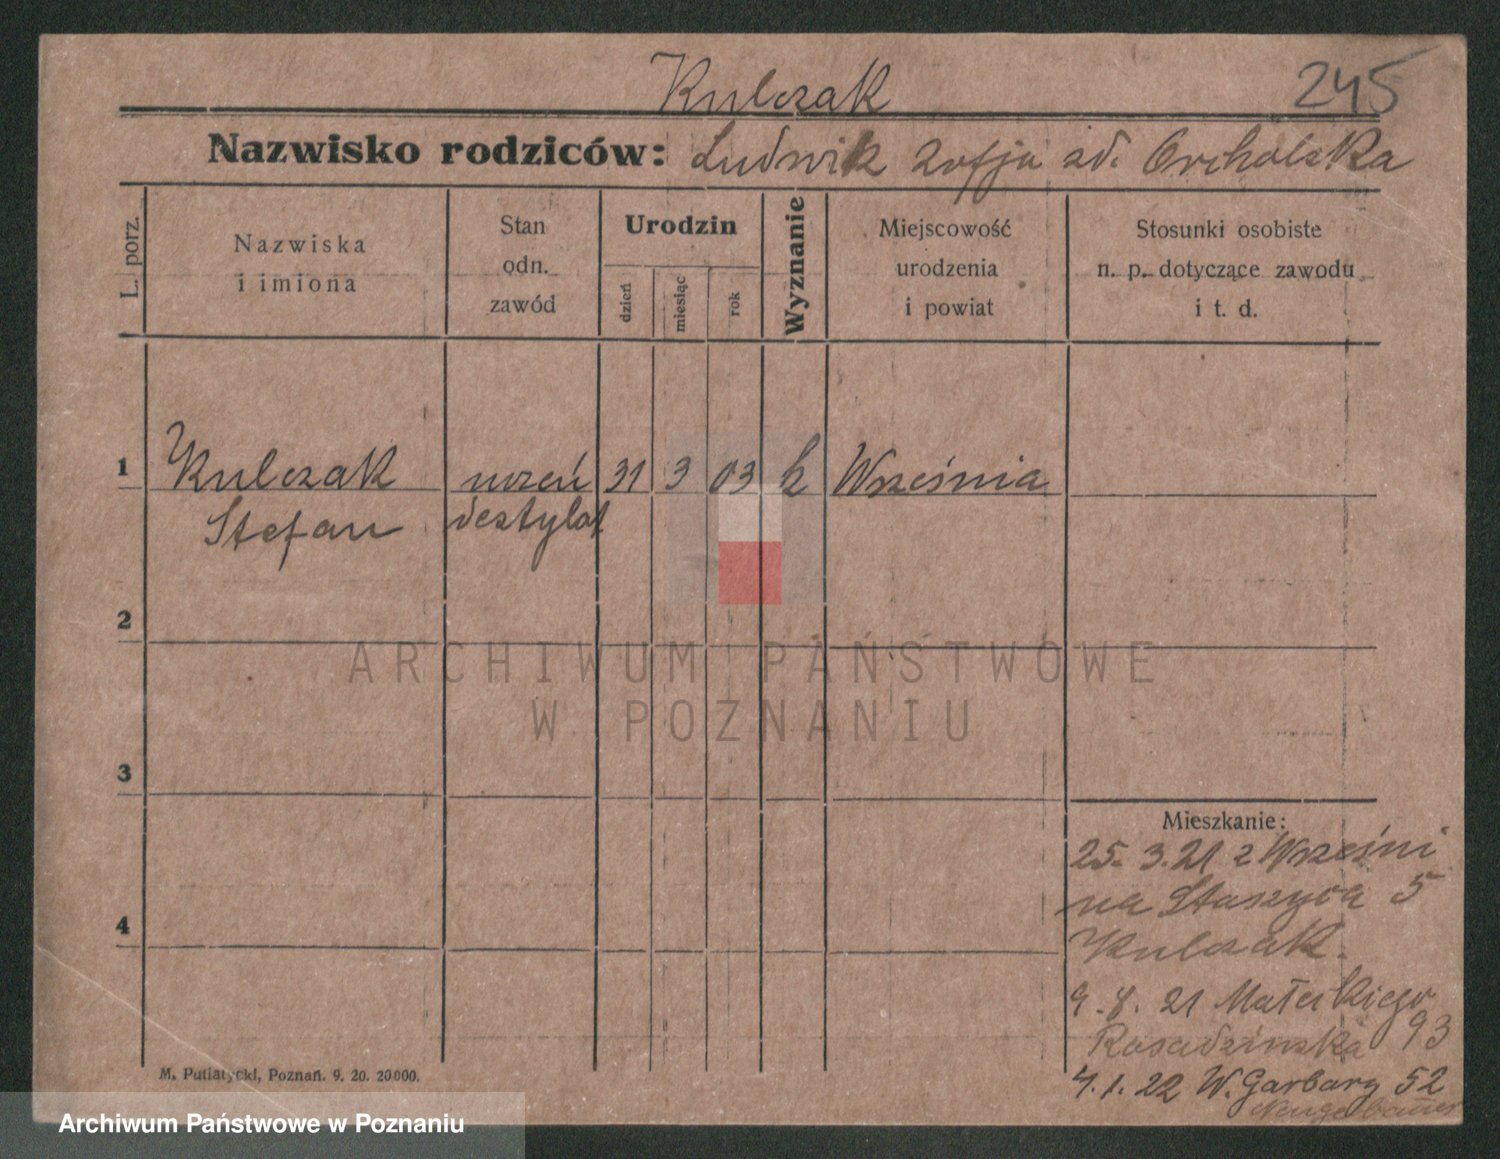 Kulczak 245
Nazwisko rodziców: Ludwik Zofja zd. Orchólska
L. porz.
Nazwiska
i imiona
Stan
odn.
zawód
Urodzin
dzień
miesiąc
rok
Wyznanie
Miejscowość
urodzenia
i powiat
Stosunki osobiste
n. p. dotyczące zawodu
i t. d.
1 Kulczak uczeń 31 3 03 k Września
Stefan destylat
2
3
4
ARCHIWUM PAŃSTWOWE
W POZNANIU
Mieszkanie:
25. 3. 21 z Wrześni
na Staszyca 5
Kulczak.
9. 8. 21 Małeckiego
93
4. 1. 22 W. Garbary 52
M. Putiatycki, Poznań. 9. 20. 20000.
Archiwum Państwowe w Poznaniu